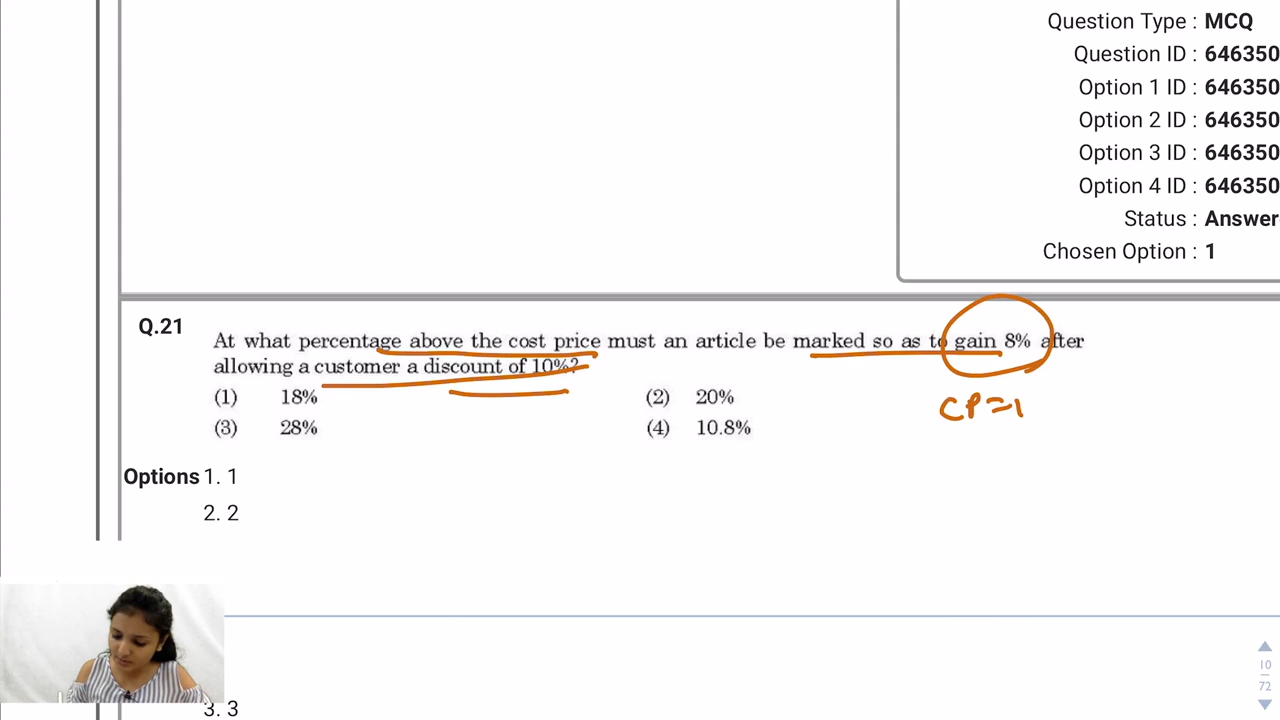 Question Type : MCQ
Question ID : 646350
Option 1 ID : 646350
Option 2 ID : 646350
Option 3 ID : 646350
Option 4 ID : 646350
Status : Answer
Chosen Option : 1
Q.21
At what percentage above the cost price must an article be marked so as to gain 8% after
allowing a customer a discount of 10%?
(1) 18% (2) 20%
(3) 28% (4) 10.8%
CP = 1
Options 1. 1
2. 2
3. 3
10
72